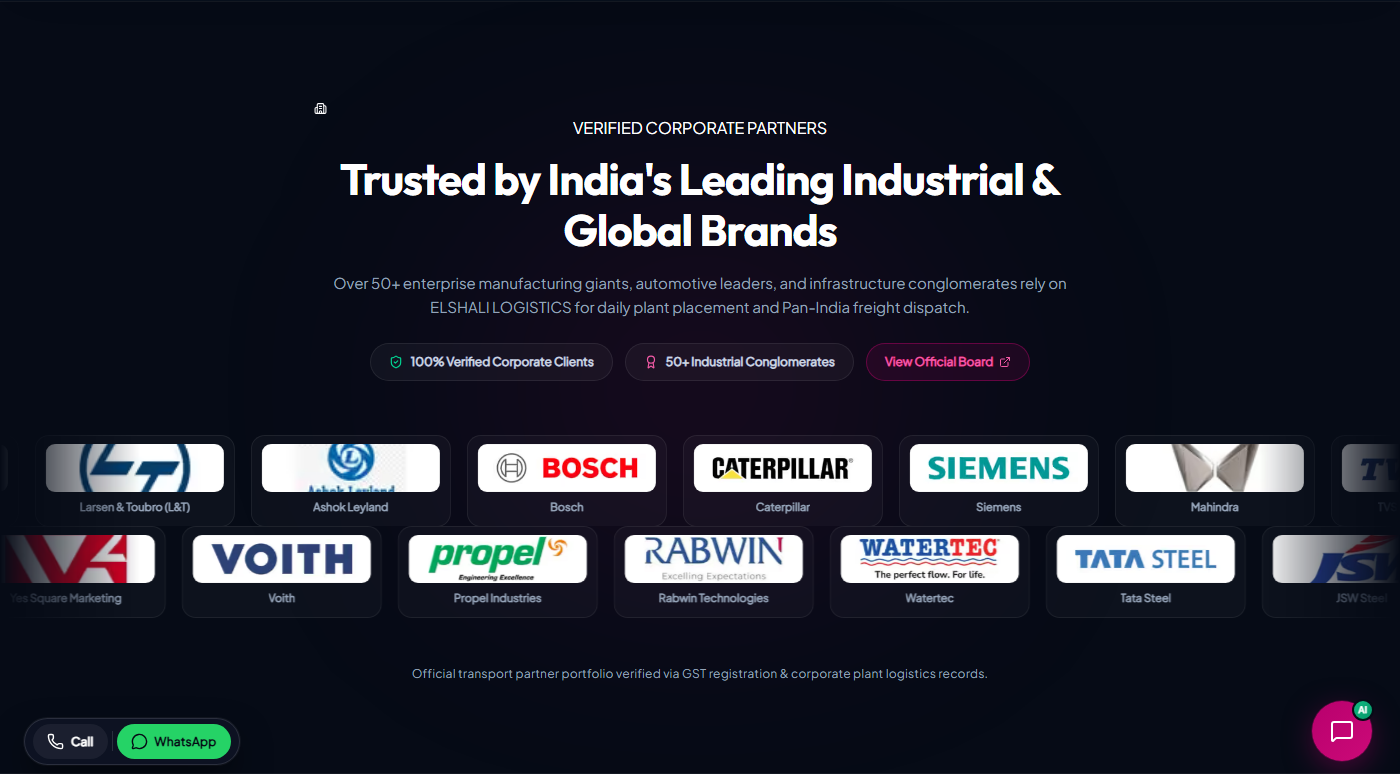 VERIFIED CORPORATE PARTNERS
Trusted by India's Leading Industrial &
Global Brands
Over 50+ enterprise manufacturing giants, automotive leaders, and infrastructure conglomerates rely on
ELSHALI LOGISTICS for daily plant placement and Pan-India freight dispatch.
100% Verified Corporate Clients
50+ Industrial Conglomerates
View Official Board
LT
Larsen & Toubro (L&T)
Ashok Leyland
Ashok Leyland
BOSCH
Bosch
CATERPILLAR®
Caterpillar
SIEMENS
Siemens
Mahindra
Yes Square Marketing
VOITH
Voith
propel
Engineering Excellence
Propel Industries
RABWIN
Excelling Expectations
Rabwin Technologies
WATERTEC
The perfect flow. For life.
Watertec
TATA STEEL
Tata Steel
JSW
JSW Steel
Official transport partner portfolio verified via GST registration & corporate plant logistics records.
Call
WhatsApp
AI